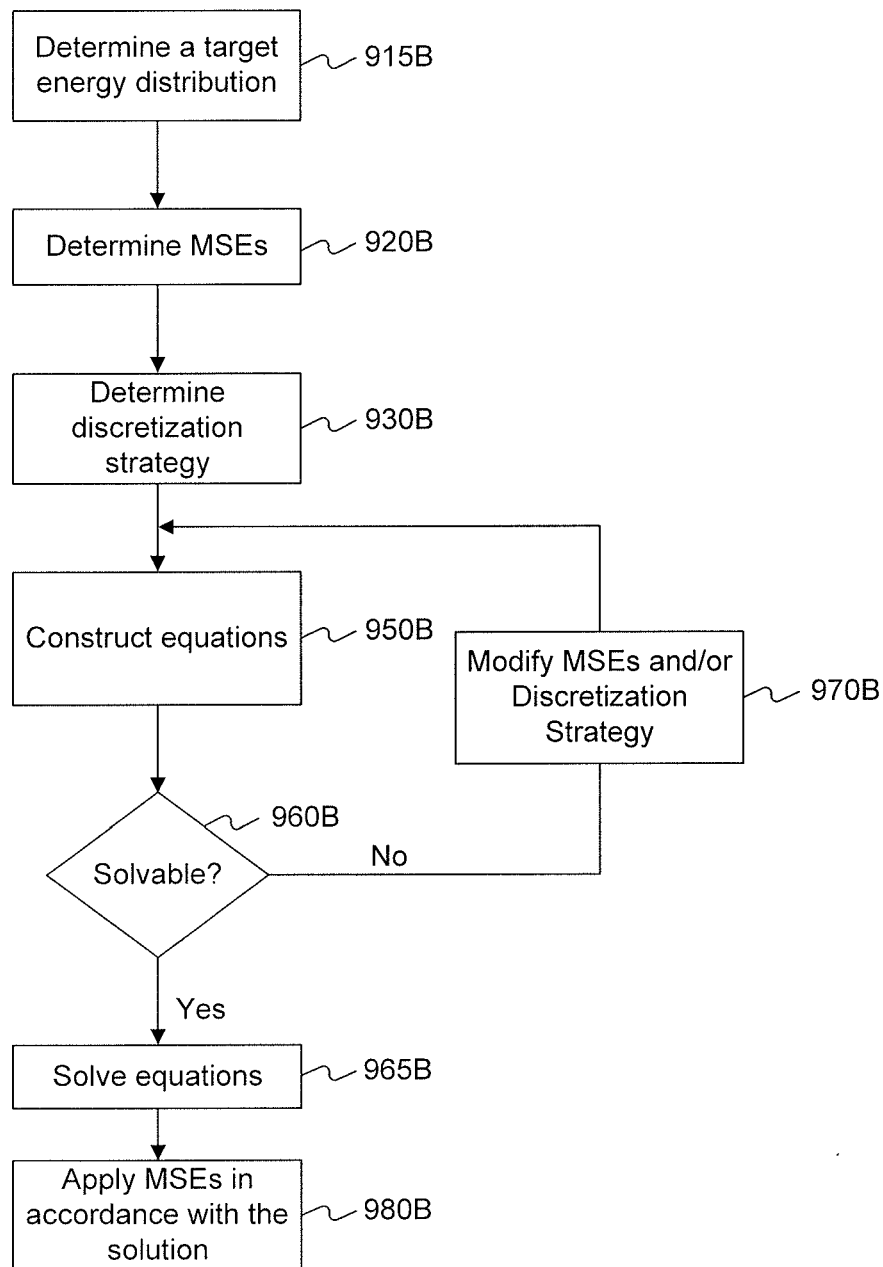 Determine a target
energy distribution
915B
Determine MSEs
920B
Determine
discretization
strategy
930B
Construct equations
950B
Modify MSEs and/or
Discretization
Strategy
970B
960B
Solvable?
No
Yes
Solve equations
965B
Apply MSEs in
accordance with the
solution
980B